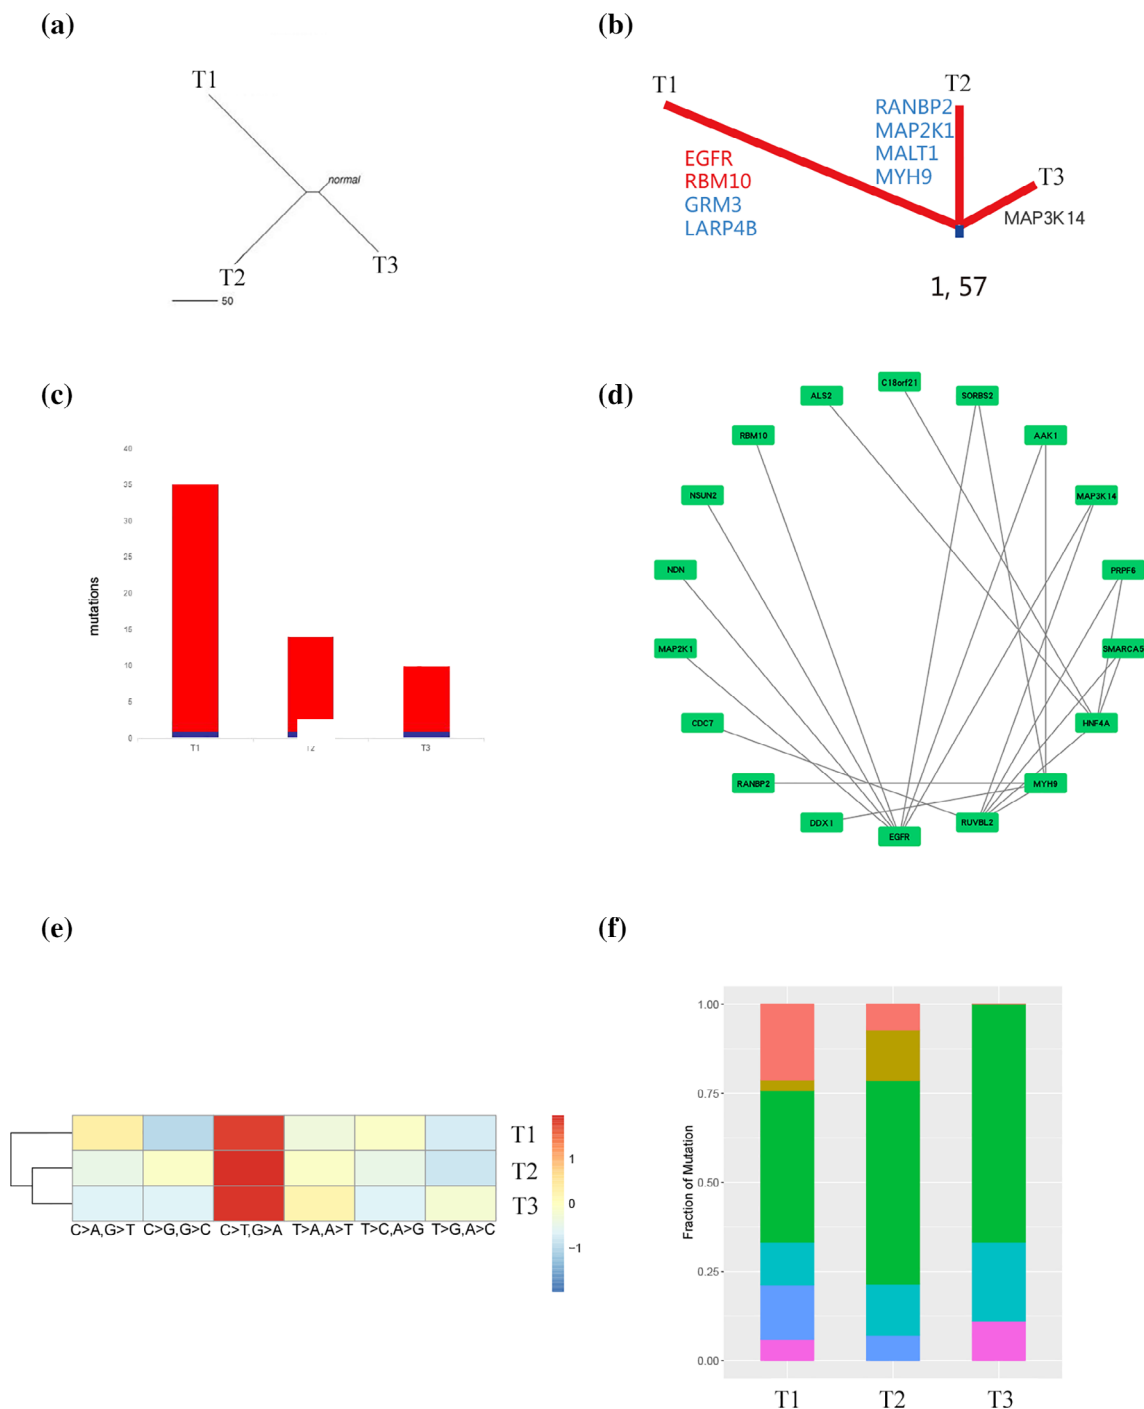 (a)
T1
normal
T2
T3
50
(b)
T1
T2
T3
RANBP2
MAP2K1
MALT1
MYH9
EGFR
RBM10
GRM3
LARP4B
MAP3K14
1, 57
(c)
mutations
40
35
30
25
20
15
10
5
0
T1
T3
(d)
C18orf21
ALS2
SORBS2
RBM10
AAK1
NSUN2
MAP3K14
NDN
PRPF6
MAP2K1
SMARCA5
CDC7
HNF4A
RANBP2
MYH9
DDX1
RUVBL2
EGFR
(e)
T1
T2
T3
C>A,G>T C>G,G>C C>T,G>A T>A,A>T T>C,A>G T>G,A>C
1
0
−1
(f)
Fraction of Mutation
1.00
0.75
0.50
0.25
0.00
T1 T2 T3